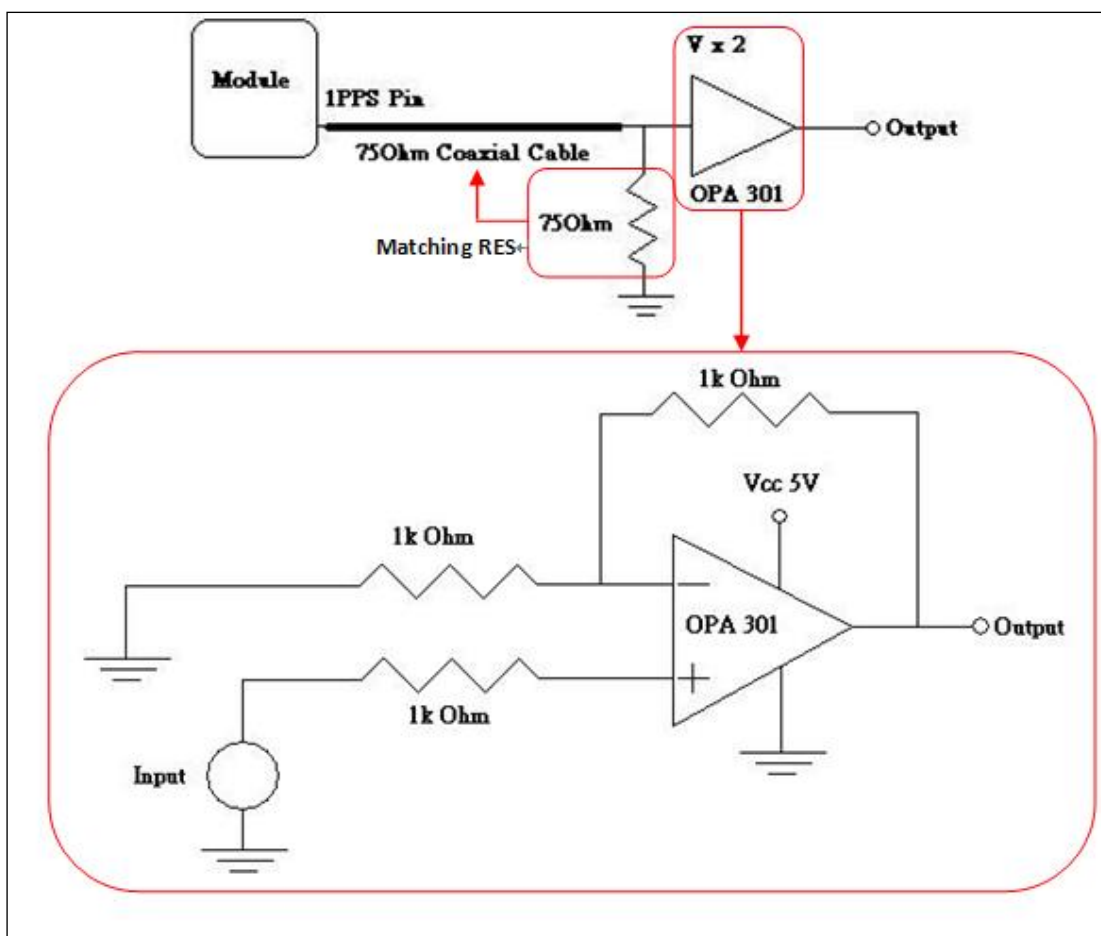 V x 2
Module
1PPS Pin
Output
75Ohm Coaxial Cable
OPA 301
75Ohm
Matching RES
1k Ohm
Vcc 5V
1k Ohm
OPA 301
Output
1k Ohm
Input